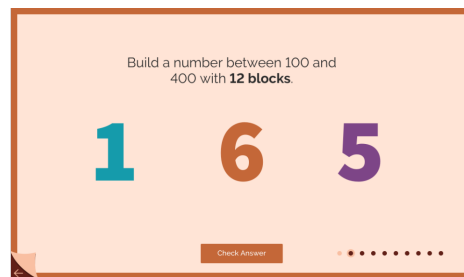 Build a number between 100 and
400 with 12 blocks.
1 6 5
Check Answer